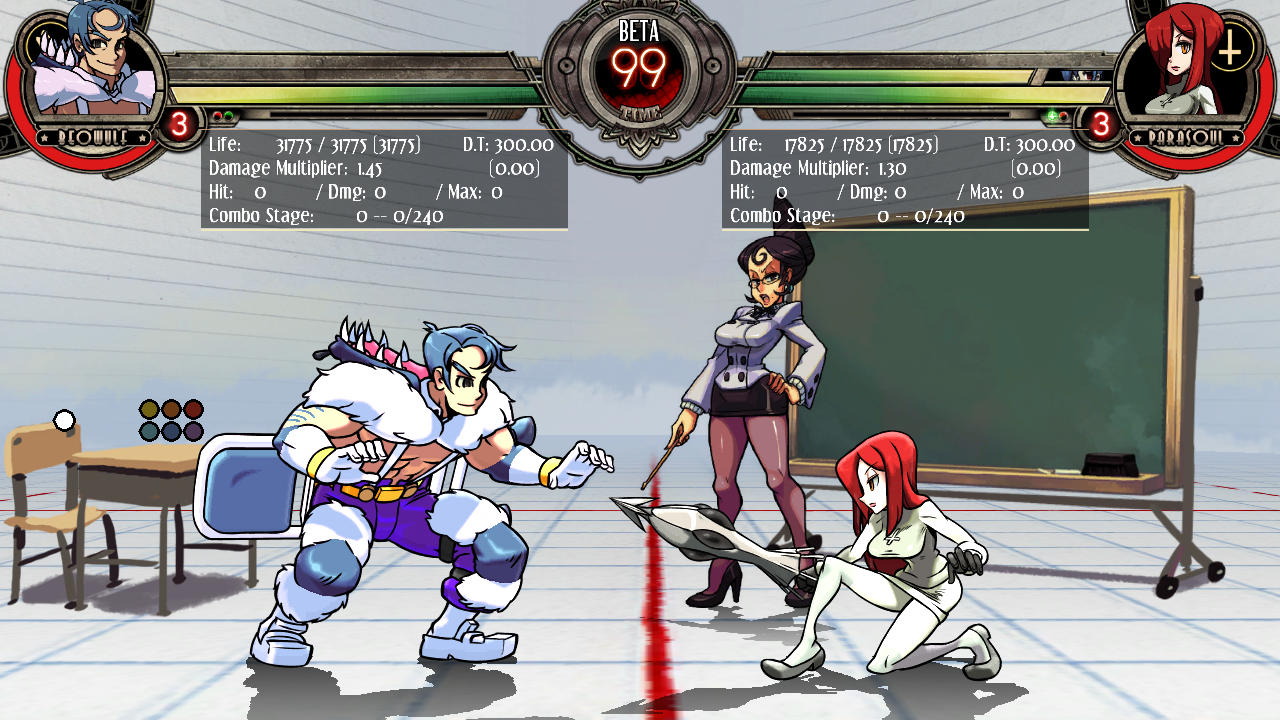 BETA
99
TIME
BEOWULF
3
3
PARASOUL
Life: 31775 / 31775 (31775) D.T: 300.00
Damage Multiplier: 1.45 (0.00)
Hit: 0 / Dmg: 0 / Max: 0
Combo Stage: 0 -- 0/240
Life: 17825 / 17825 (17825) D.T: 300.00
Damage Multiplier: 1.30 (0.00)
Hit: 0 / Dmg: 0 / Max: 0
Combo Stage: 0 -- 0/240